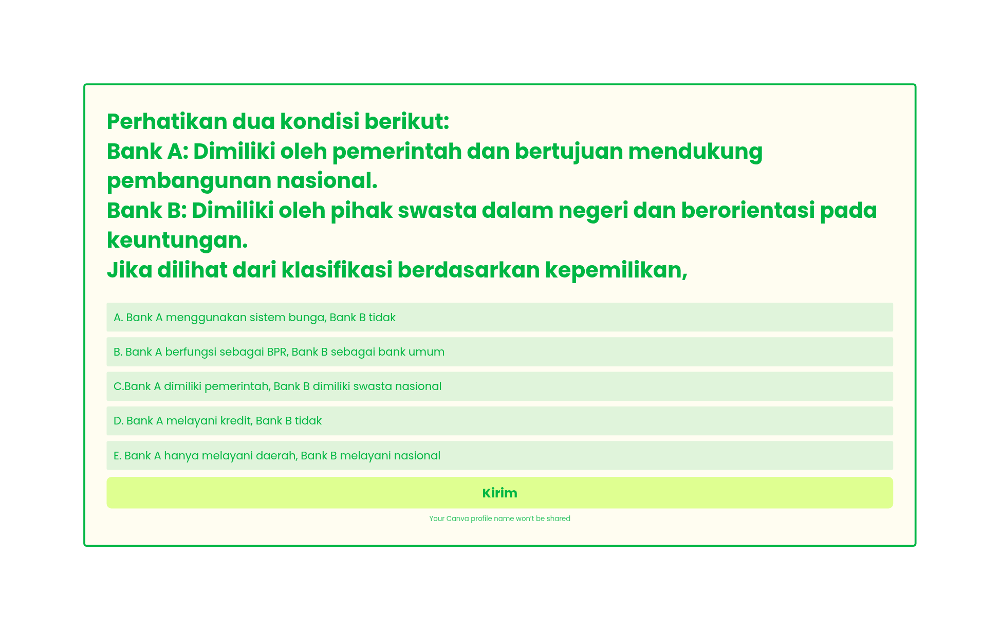 Perhatikan dua kondisi berikut:
Bank A: Dimiliki oleh pemerintah dan bertujuan mendukung
pembangunan nasional.
Bank B: Dimiliki oleh pihak swasta dalam negeri dan berorientasi pada
keuntungan.
Jika dilihat dari klasifikasi berdasarkan kepemilikan,
A. Bank A menggunakan sistem bunga, Bank B tidak
B. Bank A berfungsi sebagai BPR, Bank B sebagai bank umum
C.Bank A dimiliki pemerintah, Bank B dimiliki swasta nasional
D. Bank A melayani kredit, Bank B tidak
E. Bank A hanya melayani daerah, Bank B melayani nasional
Kirim
Your Canva profile name won’t be shared